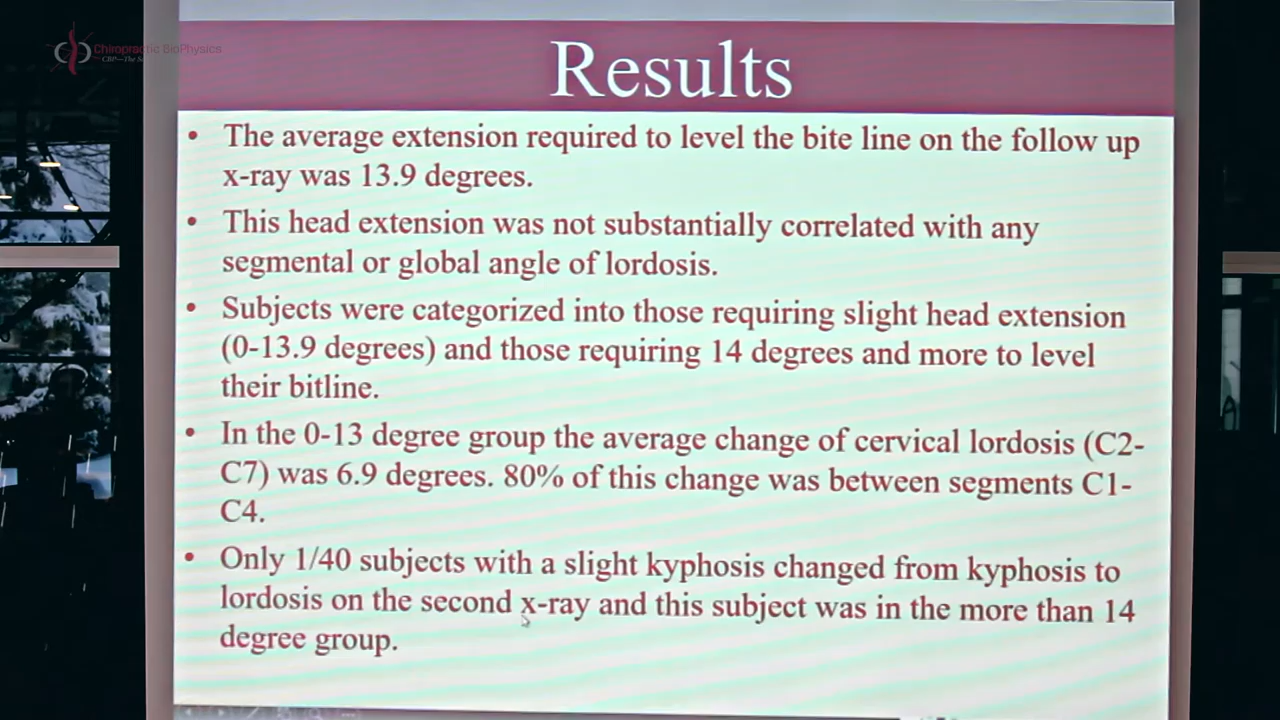 Chiropractic BioPhysics
Results
• The average extension required to level the bite line on the follow up
x-ray was 13.9 degrees.
• This head extension was not substantially correlated with any
segmental or global angle of lordosis.
• Subjects were categorized into those requiring slight head extension
(0-13.9 degrees) and those requiring 14 degrees and more to level
their bitline.
• In the 0-13 degree group the average change of cervical lordosis (C2-
C7) was 6.9 degrees. 80% of this change was between segments C1-
C4.
• Only 1/40 subjects with a slight kyphosis changed from kyphosis to
lordosis on the second x-ray and this subject was in the more than 14
degree group.